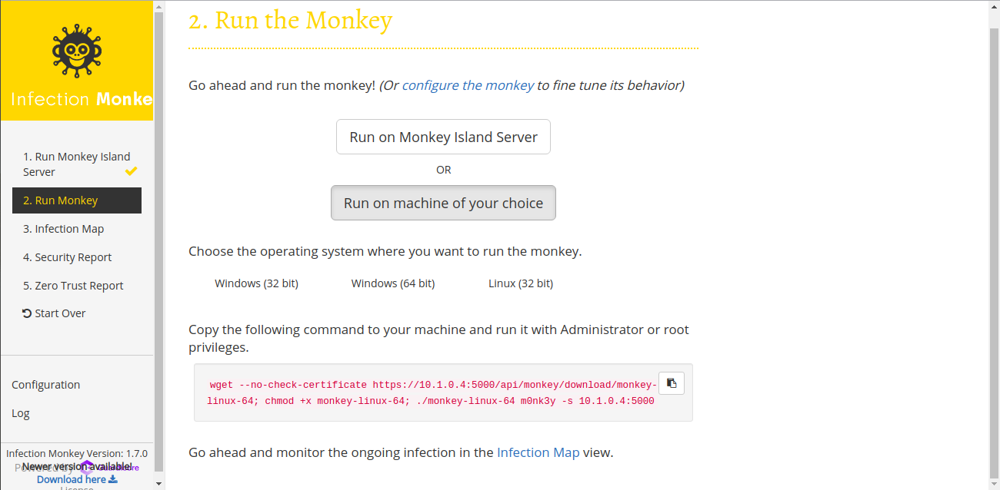 Infection Monke
1. Run Monkey Island
Server
2. Run Monkey
3. Infection Map
4. Security Report
5. Zero Trust Report
Start Over
Configuration
Log
Infection Monkey Version: 1.7.0
Powered by Guardicore
Newer version available!
Download here
License
2. Run the Monkey
Go ahead and run the monkey! (Or configure the monkey to fine tune its behavior)
Run on Monkey Island Server
OR
Run on machine of your choice
Choose the operating system where you want to run the monkey.
Windows (32 bit) Windows (64 bit) Linux (32 bit)
Copy the following command to your machine and run it with Administrator or root
privileges.
wget --no-check-certificate https://10.1.0.4:5000/api/monkey/download/monkey-
linux-64; chmod +x monkey-linux-64; ./monkey-linux-64 m0nk3y -s 10.1.0.4:5000
Go ahead and monitor the ongoing infection in the Infection Map view.